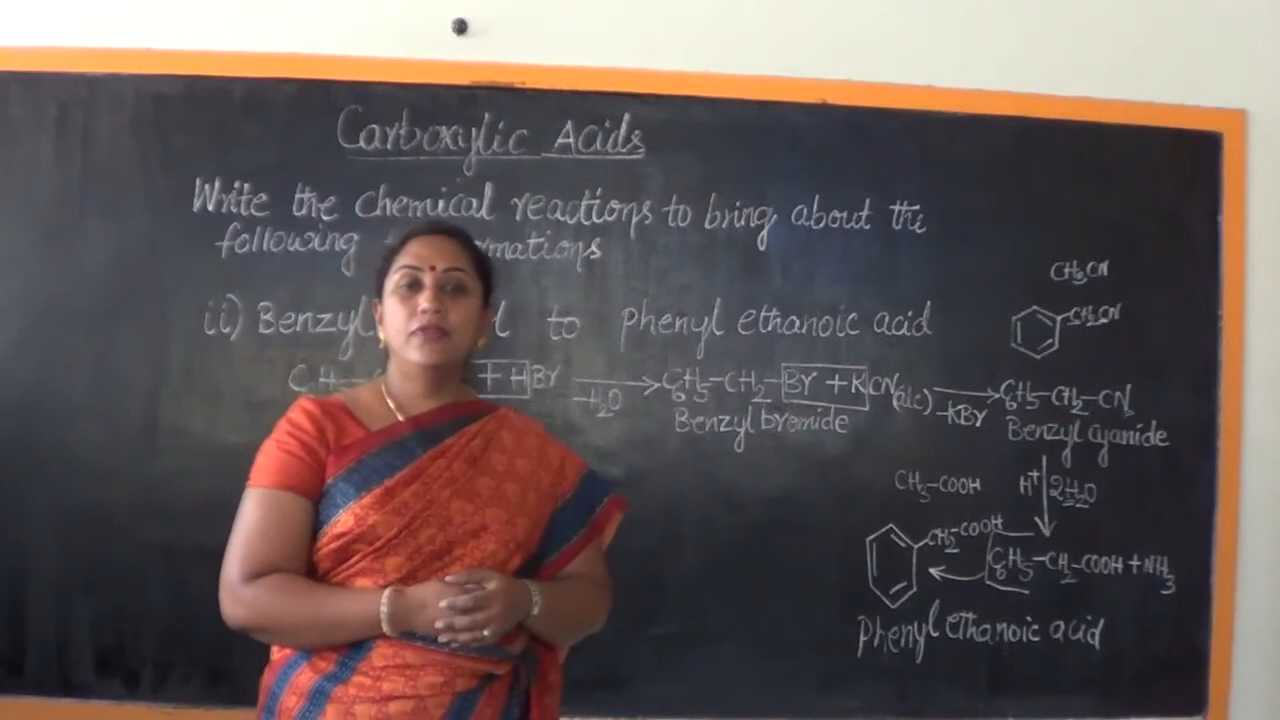 Carboxylic Acids
Write the chemical reactions to bring about the
following
ii) Benzyl to phenyl ethanoic acid
+ H Br -H₂O → C₆H₅-CH₂-Br + KCN(alc) -KBr → C₆H₅-CH₂-CN
Benzyl bromide
Benzyl cyanide
CH₃CN
CH₂CN
CH₃-COOH
H⁺ 2H₂O
CH₂-COOH
C₆H₅-CH₂-COOH + NH₃
Phenyl ethanoic acid